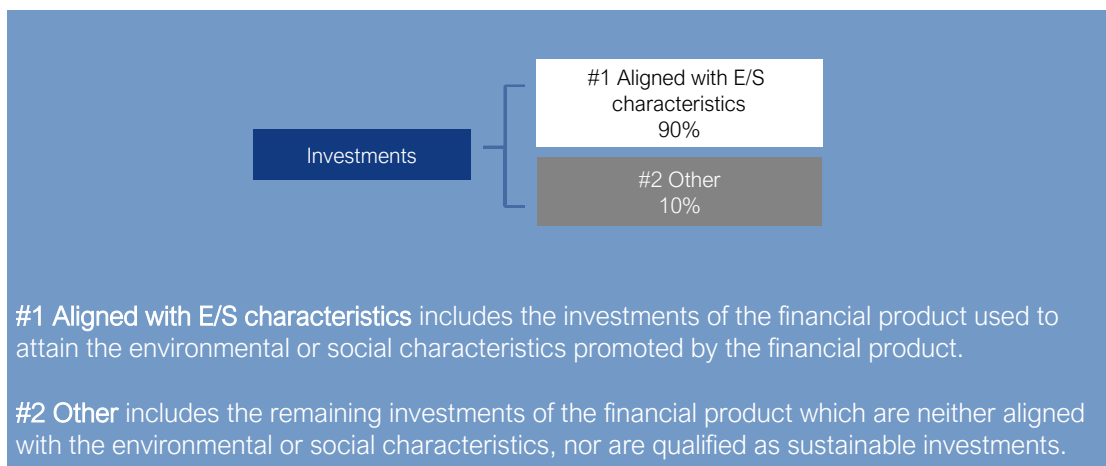 #1 Aligned with E/S
characteristics
90%
Investments
#2 Other
10%
#1 Aligned with E/S characteristics includes the investments of the financial product used to
attain the environmental or social characteristics promoted by the financial product.
#2 Other includes the remaining investments of the financial product which are neither aligned
with the environmental or social characteristics, nor are qualified as sustainable investments.